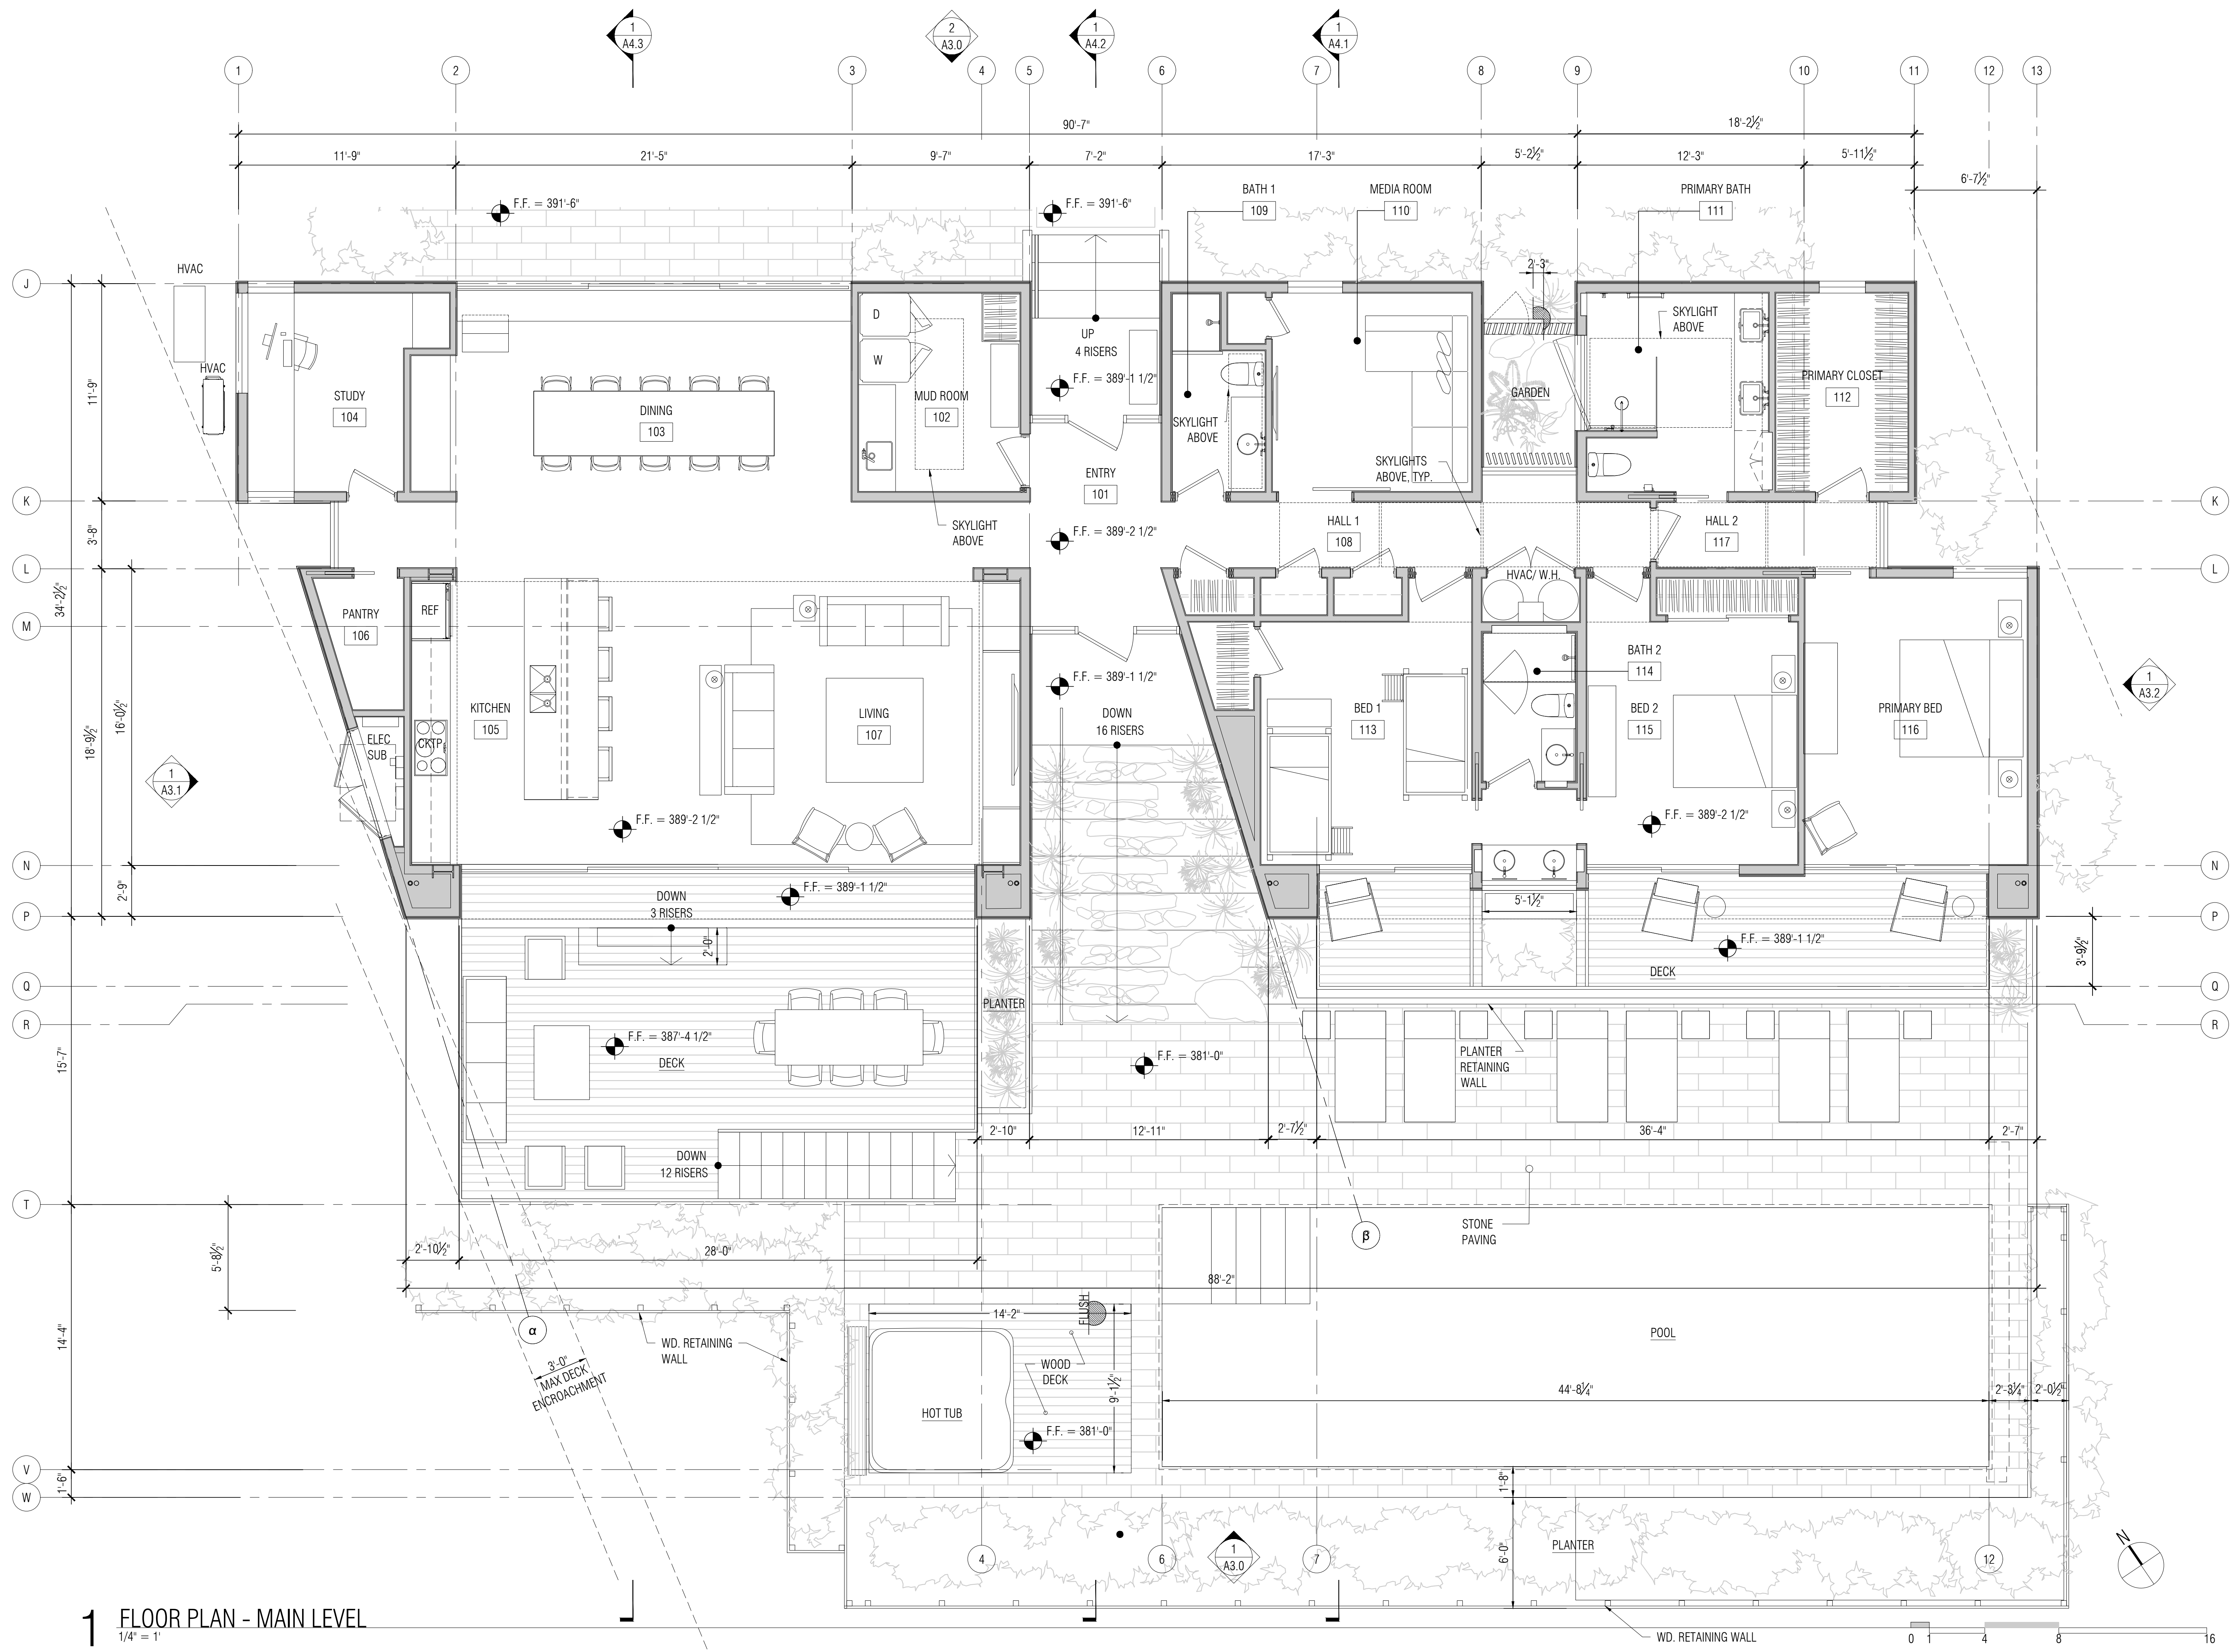 1
A4.3
2
A3.0
1
A4.2
1
A4.1
1
2
3
4
5
6
7
8
9
10
11
12
13
90'-7"
18'-2½"
11'-9"
21'-5"
9'-7"
7'-2"
17'-3"
5'-2½"
12'-3"
5'-11½"
6'-7½"
BATH 1
109
MEDIA ROOM
110
PRIMARY BATH
111
F.F. = 391'-6"
F.F. = 391'-6"
HVAC
J
2'-3"
D
W
UP
4 RISERS
SKYLIGHT
ABOVE
HVAC
11'-9"
STUDY
104
DINING
103
MUD ROOM
102
F.F. = 389'-1 1/2"
SKYLIGHT
ABOVE
GARDEN
PRIMARY CLOSET
112
SKYLIGHTS
ABOVE, TYP.
ENTRY
101
K
K
3'-8"
SKYLIGHT
ABOVE
F.F. = 389'-2 1/2"
HALL 1
108
HALL 2
117
L
L
34'-2½"
HVAC/ W.H.
PANTRY
106
REF
M
18'-9½"
16'-0½"
BATH 2
114
F.F. = 389'-1 1/2"
1
A3.2
KITCHEN
105
LIVING
107
DOWN
16 RISERS
BED 1
113
BED 2
115
PRIMARY BED
116
ELEC
SUB
CKTP
1
A3.1
F.F. = 389'-2 1/2"
F.F. = 389'-2 1/2"
N
N
2'-9"
F.F. = 389'-1 1/2"
DOWN
3 RISERS
5'-1½"
P
P
2'-0"
F.F. = 389'-1 1/2"
DECK
3'-9½"
Q
Q
PLANTER
R
R
F.F. = 387'-4 1/2"
DECK
F.F. = 381'-0"
PLANTER
RETAINING
WALL
15'-7"
2'-10"
12'-11"
2'-7½"
36'-4"
2'-7"
DOWN
12 RISERS
T
STONE
PAVING
β
5'-8½"
2'-10½"
28'-0"
88'-2"
14'-4"
α
14'-2"
FLUSH
WD. RETAINING
WALL
WOOD
DECK
POOL
3'-0"
MAX DECK
ENCROACHMENT
9'-1½"
44'-8¼"
2'-3¼"
2'-0½"
HOT TUB
F.F. = 381'-0"
V
1'-6"
W
1'-8"
6'-0"
PLANTER
4
6
1
A3.0
7
12
N
1
FLOOR PLAN - MAIN LEVEL
1/4" = 1'
WD. RETAINING WALL
0 1 4 8 16